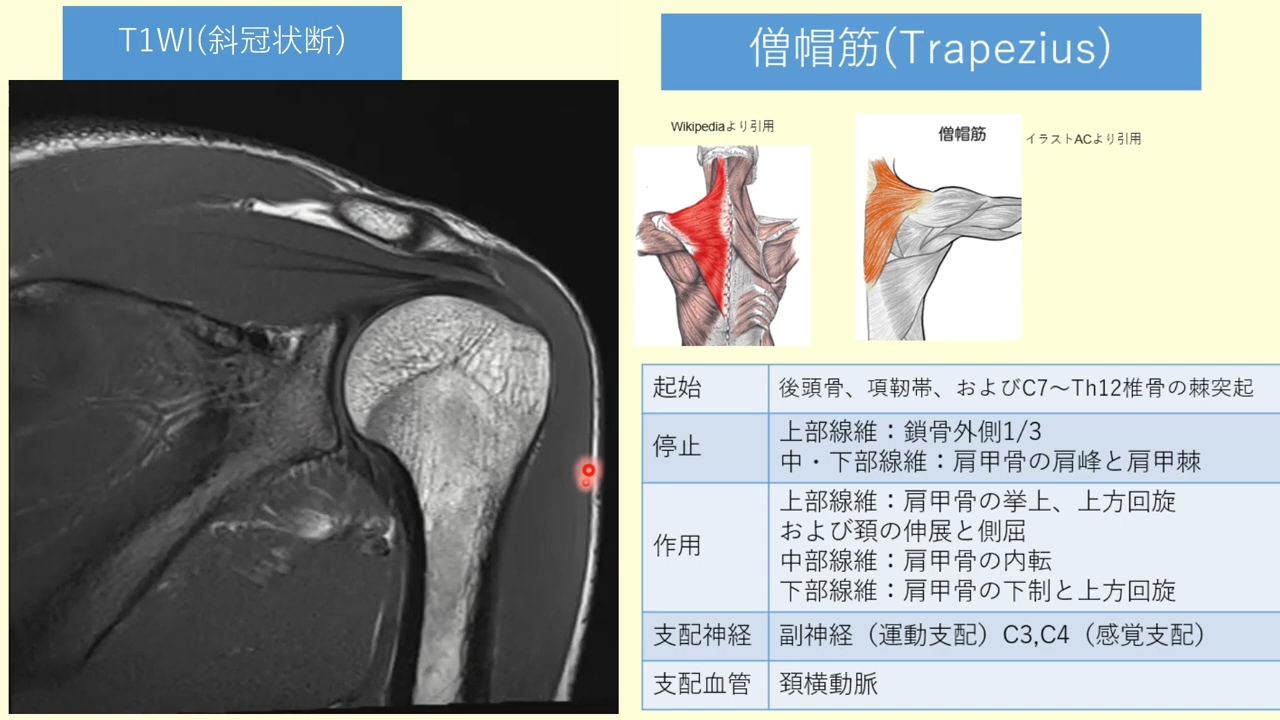 T1WI(斜冠状断)
僧帽筋(Trapezius)
Wikipediaより引用
僧帽筋
イラストACより引用
起始
後頭骨、項靭帯、およびC7～Th12椎骨の棘突起
停止
上部線維：鎖骨外側1/3
中・下部線維：肩甲骨の肩峰と肩甲棘
作用
上部線維：肩甲骨の挙上、上方回旋
および頚の伸展と側屈
中部線維：肩甲骨の内転
下部線維：肩甲骨の下制と上方回旋
支配神経
副神経（運動支配）C3,C4（感覚支配）
支配血管
頚横動脈